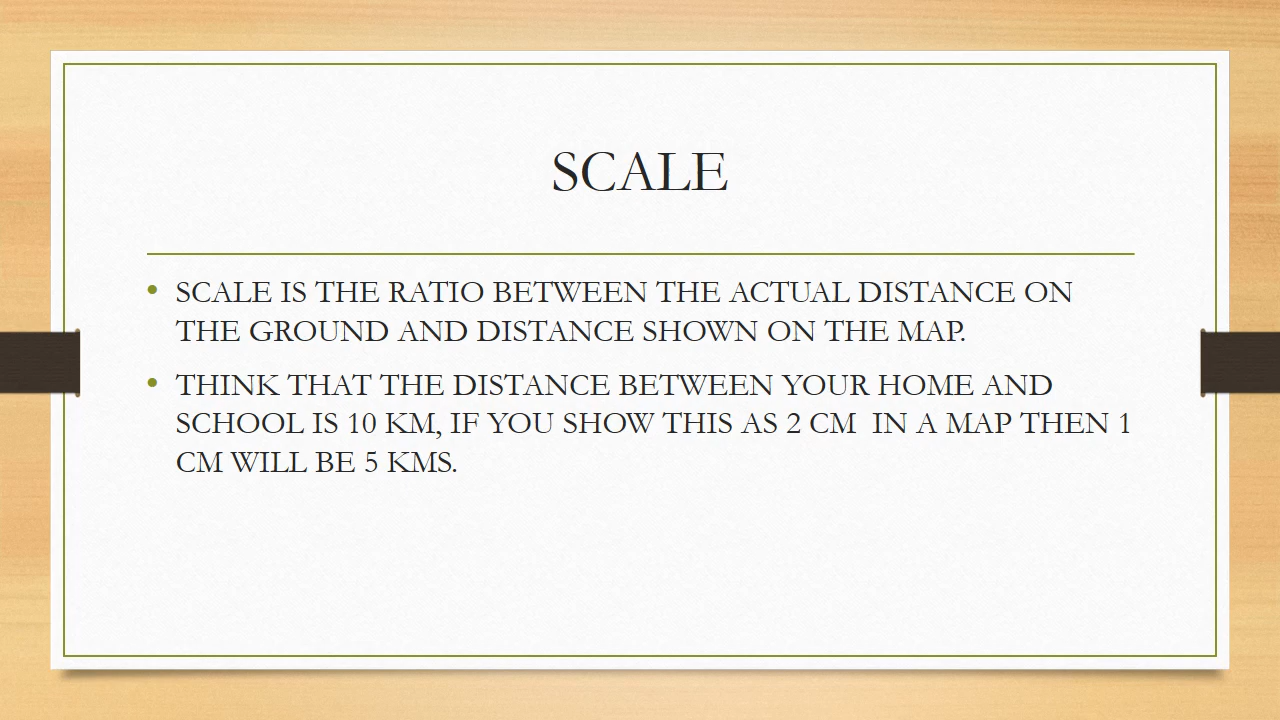 SCALE
• SCALE IS THE RATIO BETWEEN THE ACTUAL DISTANCE ON
THE GROUND AND DISTANCE SHOWN ON THE MAP.
• THINK THAT THE DISTANCE BETWEEN YOUR HOME AND
SCHOOL IS 10 KM, IF YOU SHOW THIS AS 2 CM  IN A MAP THEN 1
CM WILL BE 5 KMS.